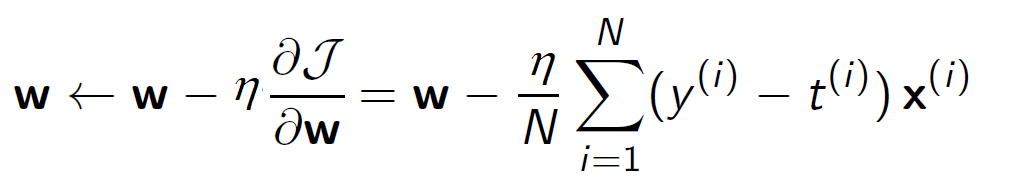 w ← w − η ∂𝒥/∂w = w − η/N ∑_{i=1}^{N} (y^{(i)} − t^{(i)}) x^{(i)}